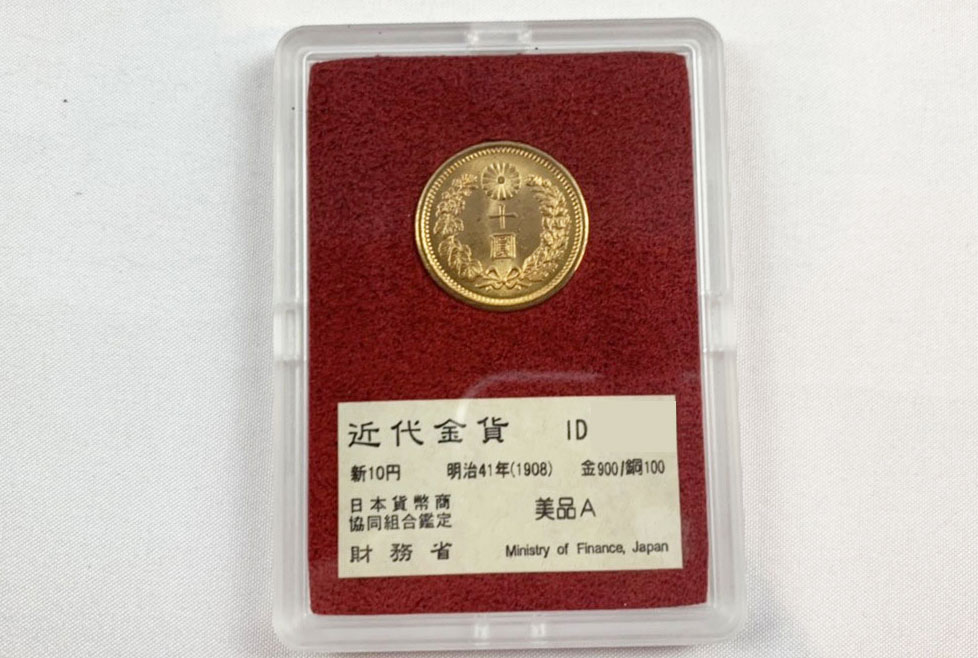 十
圓
近代金貨 ID
新10円 明治41年(1908) 金900/銅100
日本貨幣商
協同組合鑑定 美品A
財務省 Ministry of Finance, Japan